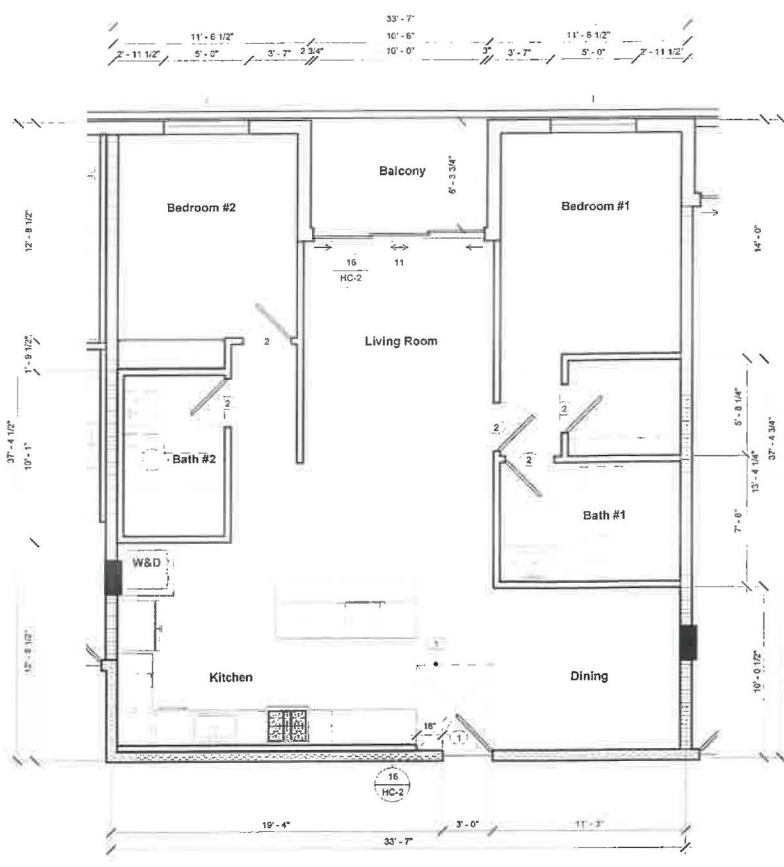 33' - 7"
11' - 6 1/2"
10' - 6"
11' - 6 1/2"
2' - 11 1/2"
5' - 0"
3' - 7"
2 3/4"
10' - 0"
3"
3' - 7"
5' - 0"
2' - 11 1/2"
Balcony
6' - 3 3/4"
Bedroom #2
Bedroom #1
12' - 8 1/2"
14' - 0"
16
HC-2
11
Living Room
2
1' - 9 1/2"
2
2
2
2
5' - 8 1/4"
37' - 4 1/2"
10' - 1"
Bath #2
13' - 4 1/4"
37' - 4 3/4"
Bath #1
7' - 8"
W&D
1
Kitchen
Dining
10' - 0 1/2"
18"
1
16
HC-2
19' - 4"
3' - 0"
11' - 3"
33' - 7"